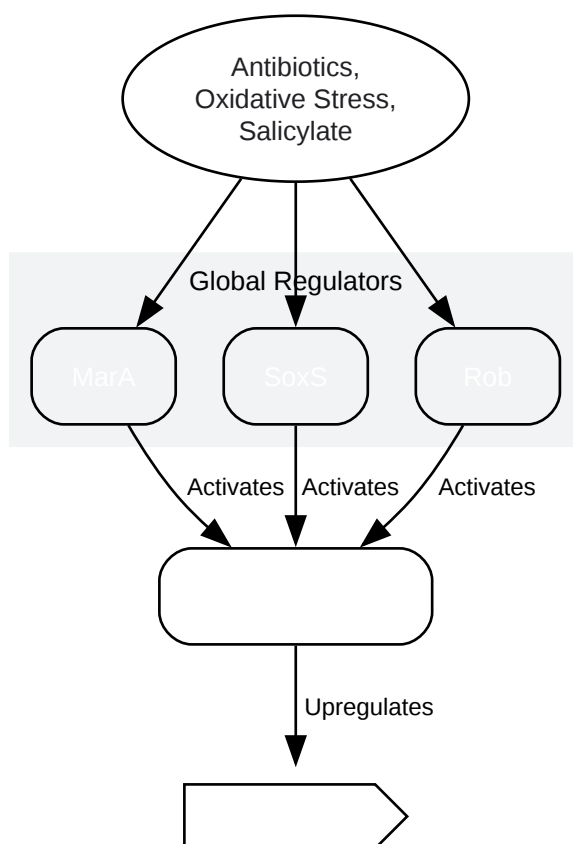 Antibiotics,
Oxidative Stress,
Salicylate
Global Regulators
MarA
SoxS
Rob
Activates
Activates
Activates
Upregulates